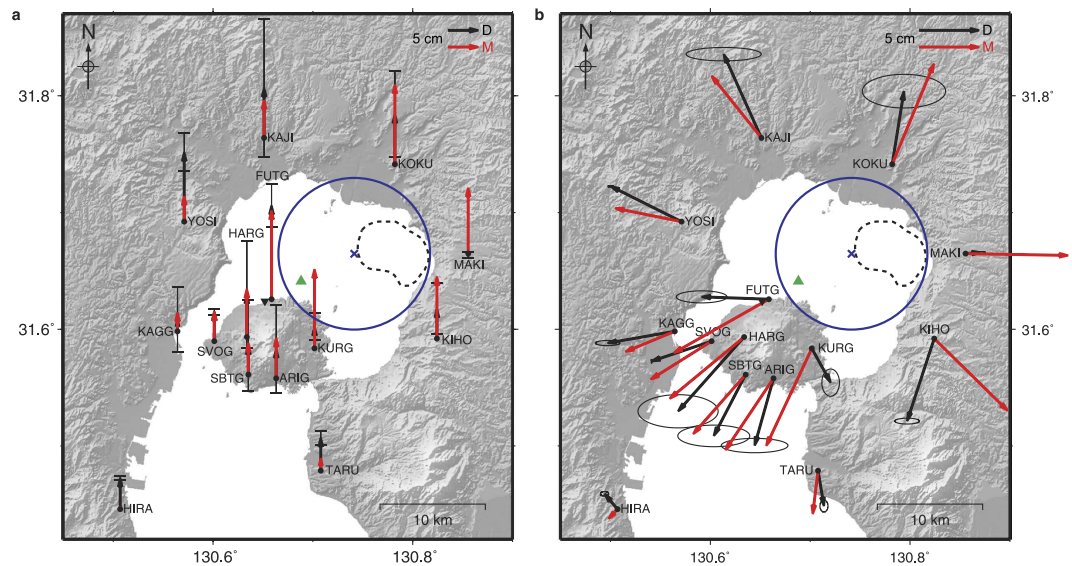 a
N
5 cm
D
M
31.8
31.6
130.6°
130.8°
KAJI
KOKU
FUTG
YOSI
HARG
MAKI
KAGG
SVOG
KURG
KIHO
SBTG
ARIG
TARU
HIRA
10 km
b
N
5 cm
D
M
31.8°
31.6°
130.6°
130.8°
KAJI
KOKU
YOSI
MAKI
FUTG
KAGG
SVOG
HARG
KURG
KIHO
SBTG
ARIG
TARU
HIRA
10 km